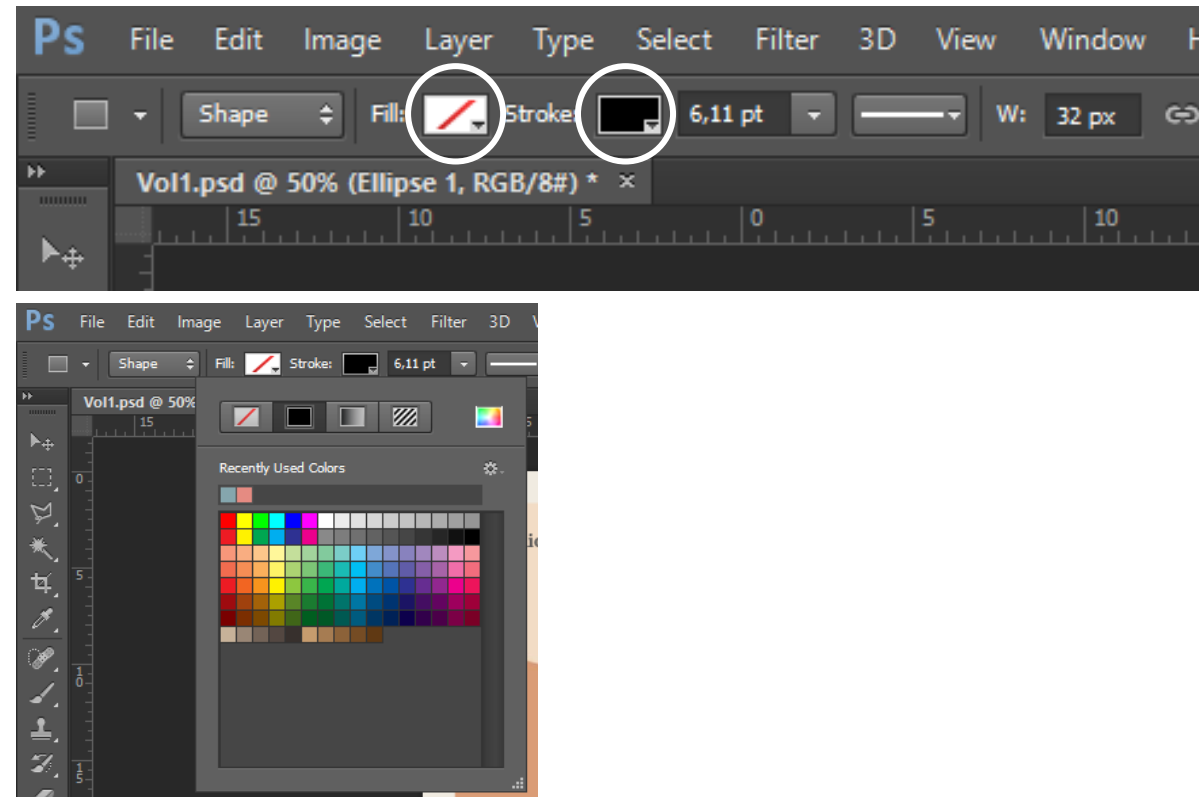 Ps File Edit Image Layer Type Select Filter 3D View Window H
Shape Fill: Stroke: 6,11 pt W: 32 px
Vol1.psd @ 50% (Ellipse 1, RGB/8#) * ×
15 10 5 0 5 10
Ps File Edit Image Layer Type Select Filter 3D
Shape Fill: Stroke: 6,11 pt
Vol1.psd @ 50%
15 5
Recently Used Colors
0
5
10
15